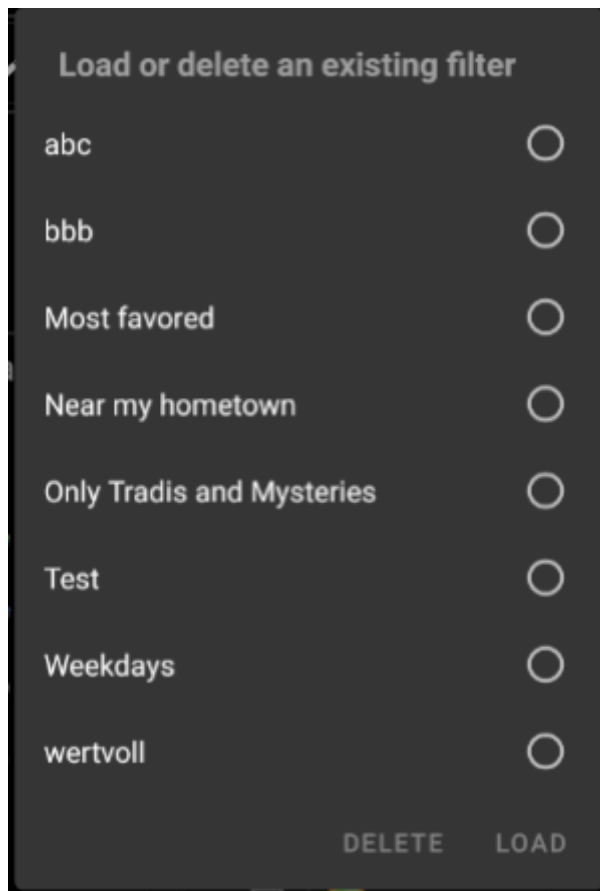 Load or delete an existing filter
abc
bbb
Most favored
Near my hometown
Only Tradis and Mysteries
Test
Weekdays
wertvoll
DELETE LOAD